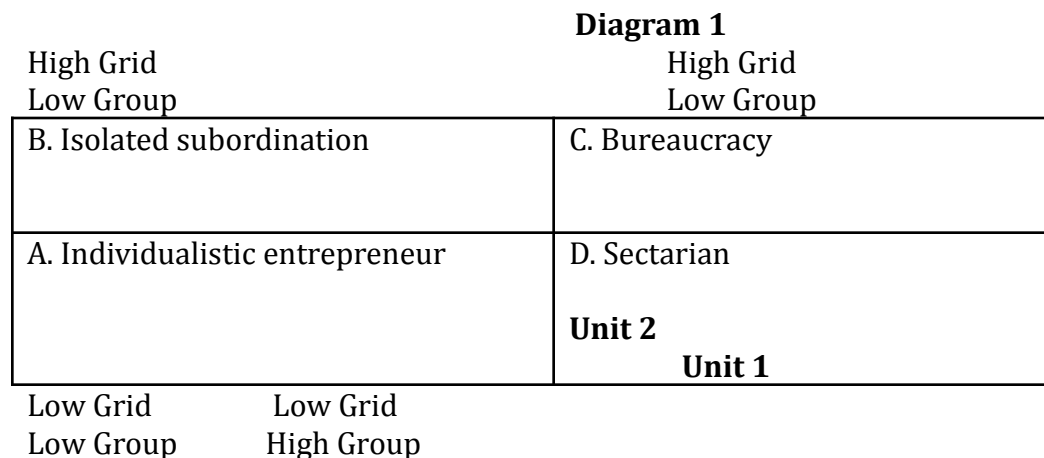 Diagram 1
High Grid High Grid
Low Group Low Group
B. Isolated subordination C. Bureaucracy
A. Individualistic entrepreneur D. Sectarian
Unit 2
Unit 1
Low Grid Low Grid
Low Group High Group